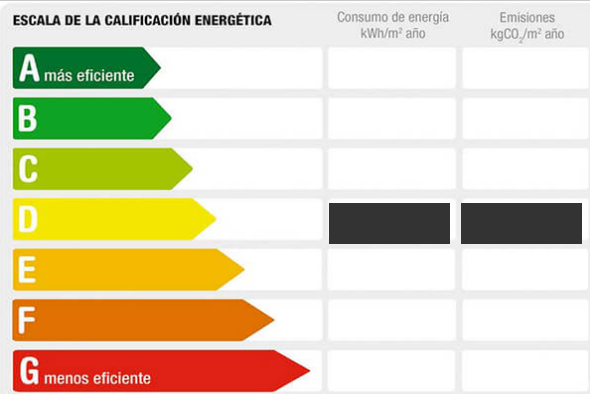 ESCALA DE LA CALIFICACIÓN ENERGÉTICA
Consumo de energía
kWh/m² año
Emisiones
kgCO₂/m² año
A más eficiente
B
C
D
E
F
G menos eficiente